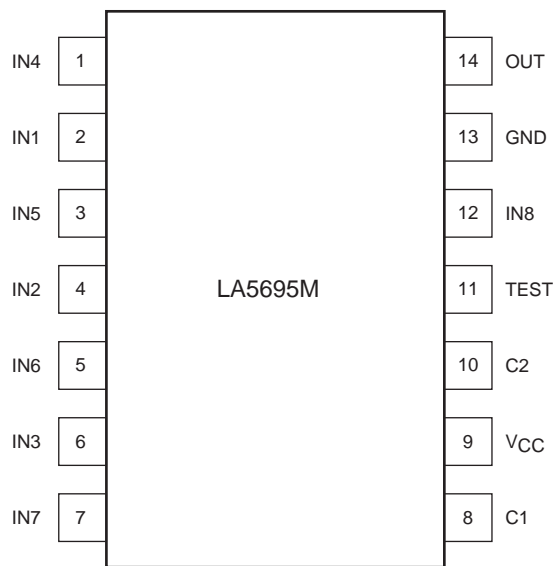 IN4 1 14 OUT
IN1 2 13 GND
IN5 3 12 IN8
IN2 4 LA5695M 11 TEST
IN6 5 10 C2
IN3 6 9 VCC
IN7 7 8 C1